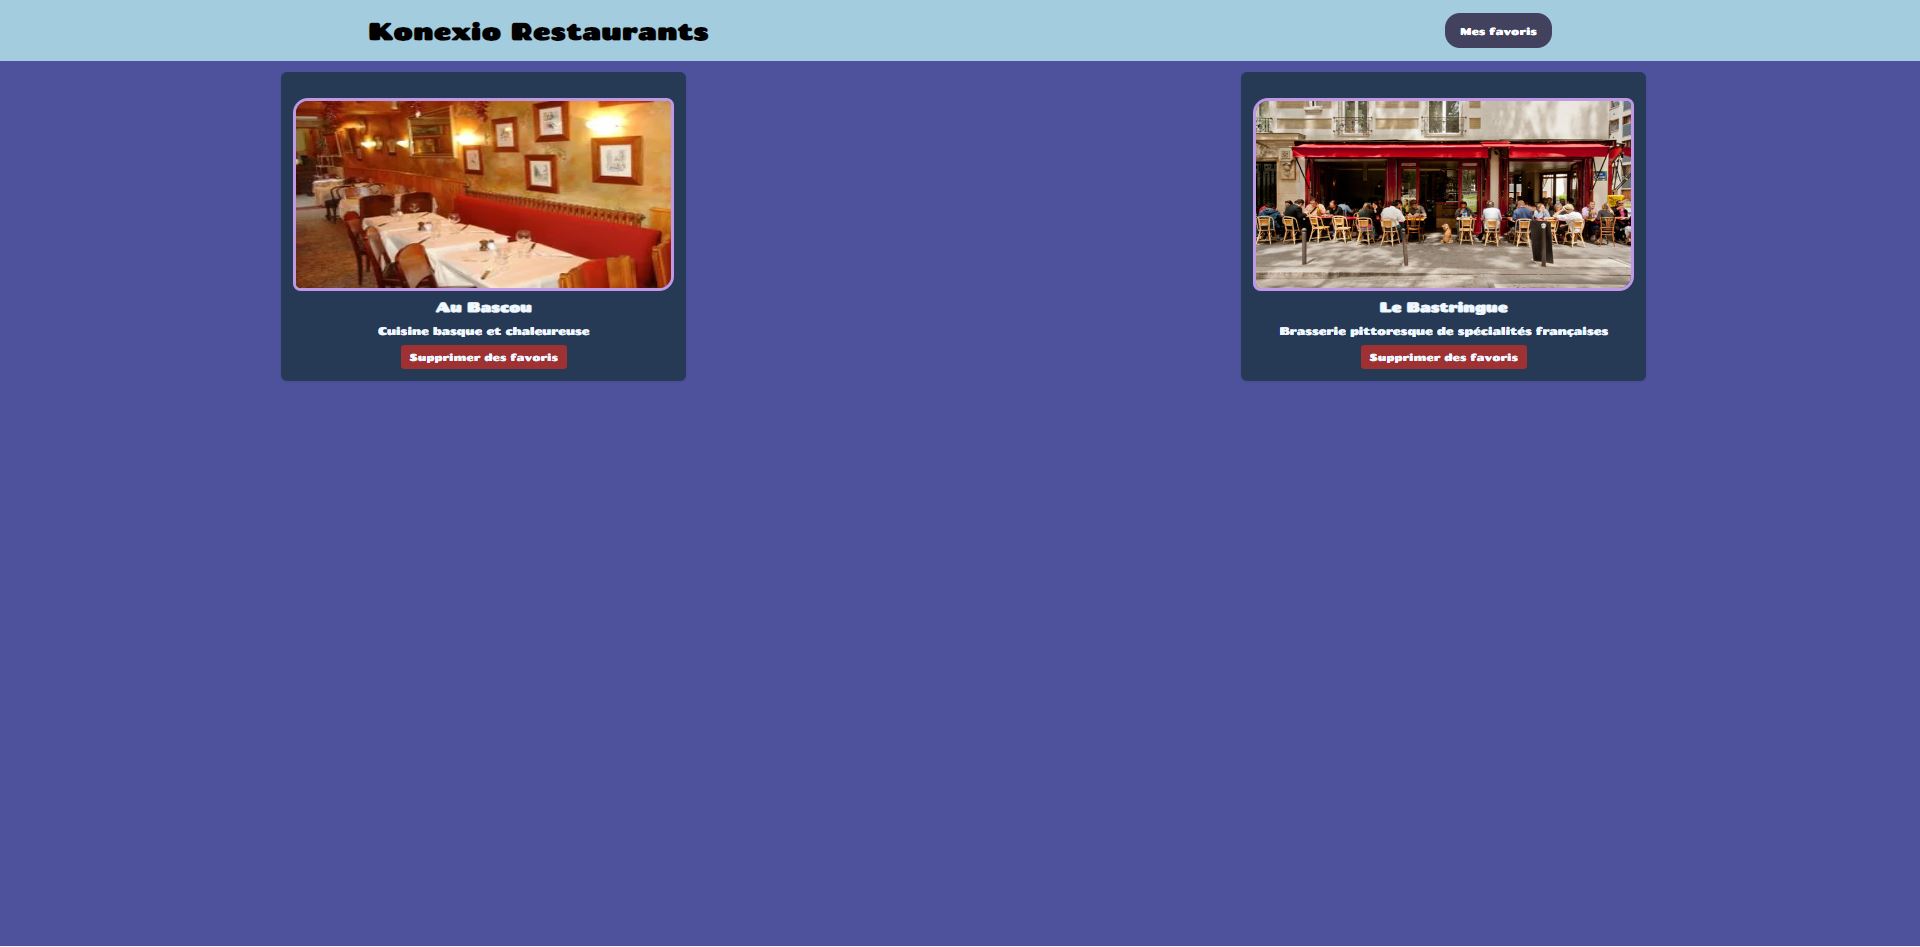 Konexio Restaurants
Mes favoris
Au Bascou
Cuisine basque et chaleureuse
Supprimer des favoris
Le Bastringue
Brasserie pittoresque de spécialités françaises
Supprimer des favoris